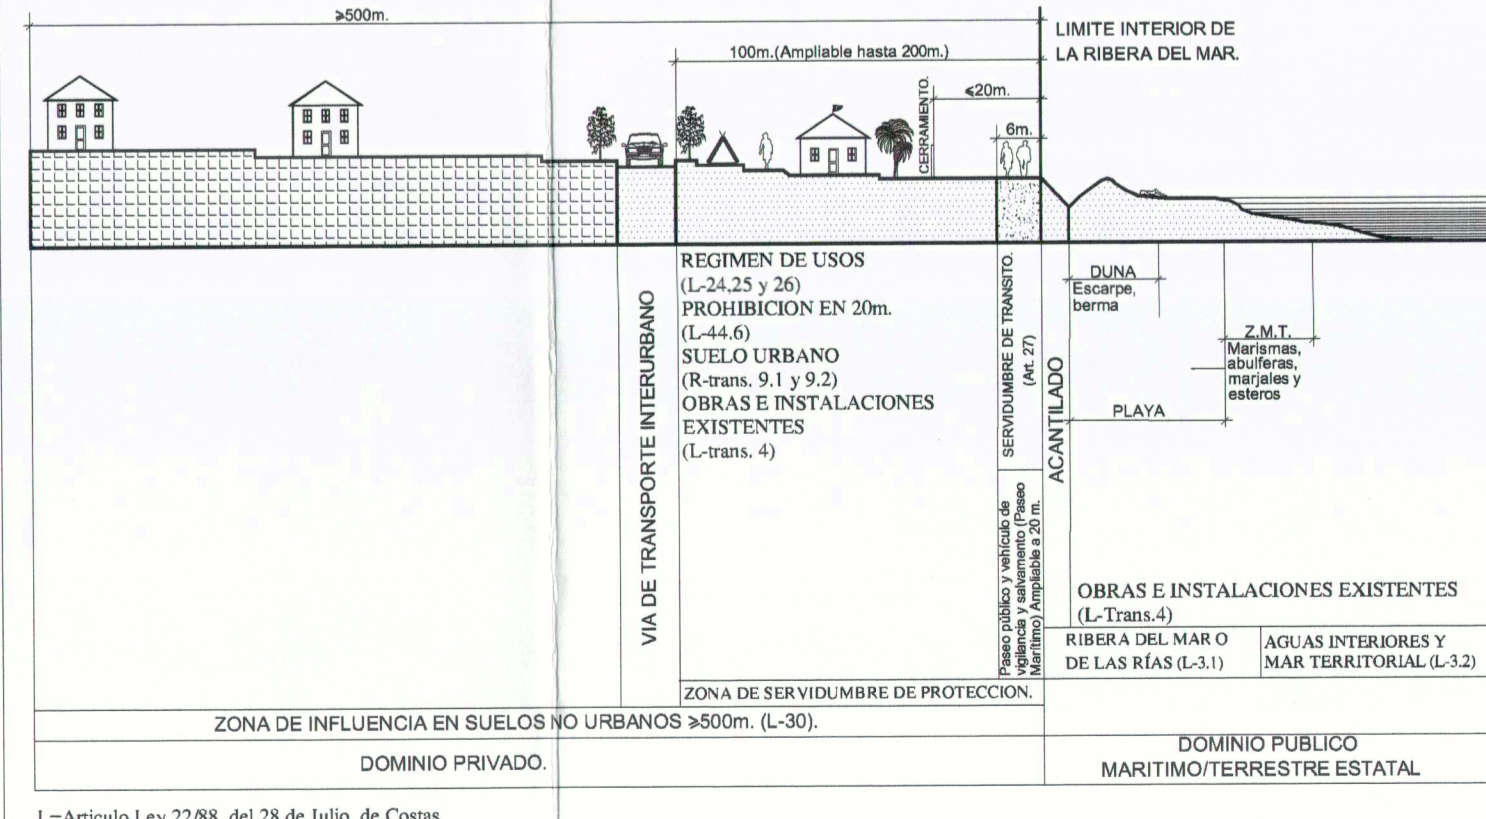 ≥500m.
LIMITE INTERIOR DE
LA RIBERA DEL MAR.
100m.(Ampliable hasta 200m.)
≤20m.
CERRAMIENTO.
6m.
REGIMEN DE USOS
(L-24,25 y 26)
PROHIBICION EN 20m.
(L-44.6)
SUELO URBANO
(R-trans. 9.1 y 9.2)
OBRAS E INSTALACIONES
EXISTENTES
(L-trans. 4)
VIA DE TRANSPORTE INTERURBANO
SERVIDUMBRE DE TRANSITO.
(Art. 27)
Paseo público y vehículo de
vigilancia y salvamento (Paseo
Marítimo) Ampliable a 20 m.
ACANTILADO
DUNA
Escarpe,
berma
Z.M.T.
Marismas,
abulferas,
marjales y
esteros
PLAYA
OBRAS E INSTALACIONES EXISTENTES
(L-Trans.4)
RIBERA DEL MAR O
DE LAS RÍAS (L-3.1)
AGUAS INTERIORES Y
MAR TERRITORIAL (L-3.2)
ZONA DE SERVIDUMBRE DE PROTECCION.
ZONA DE INFLUENCIA EN SUELOS NO URBANOS ≥500m. (L-30).
DOMINIO PRIVADO.
DOMINIO PUBLICO
MARITIMO/TERRESTRE ESTATAL
L=Articulo Ley 22/88, del 28 de Julio, de Costas